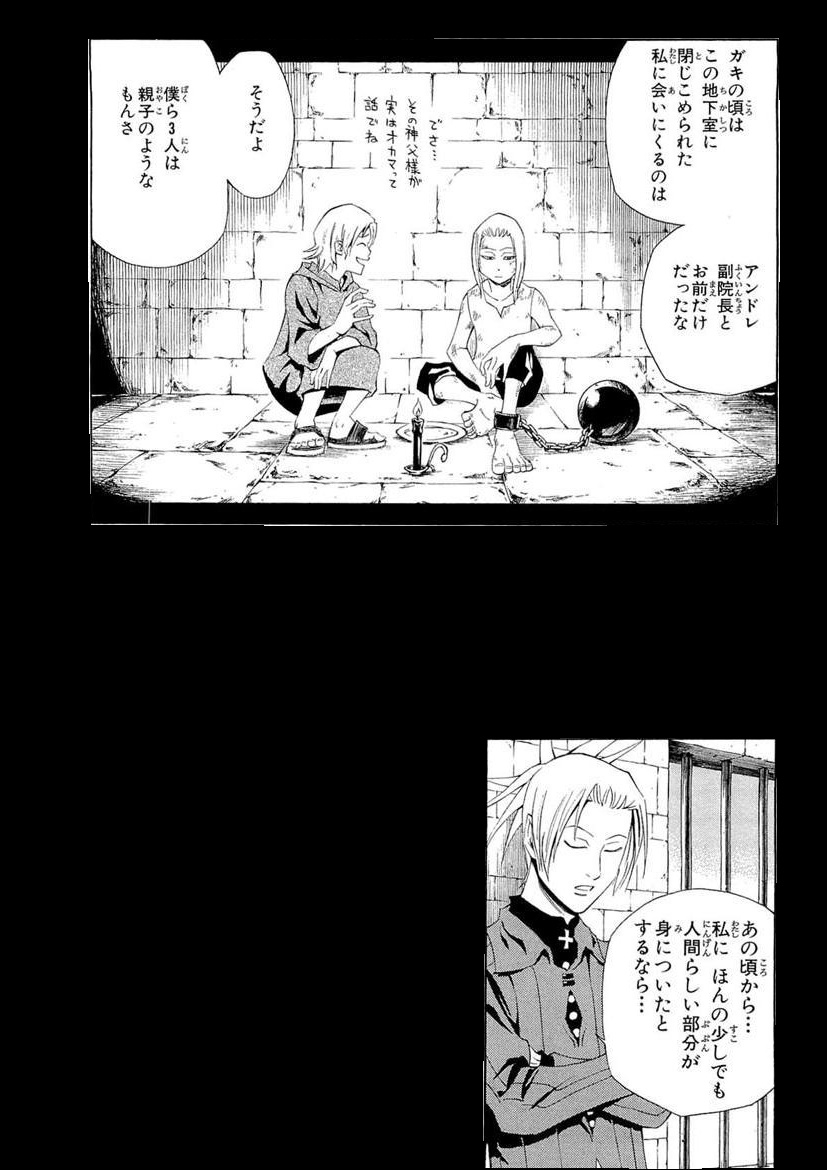 ガキの頃は
この地下室に
閉じこめられた
私に会いにくるのは
アンドレ
副院長と
お前だけ
だったな
でさ…
その神父様が
実はオカマって
話でね
そうだよ
僕ら3人は
親子のような
もんさ
あの頃から…
私に ほんの少しでも
人間らしい部分が
身についたと
するなら…